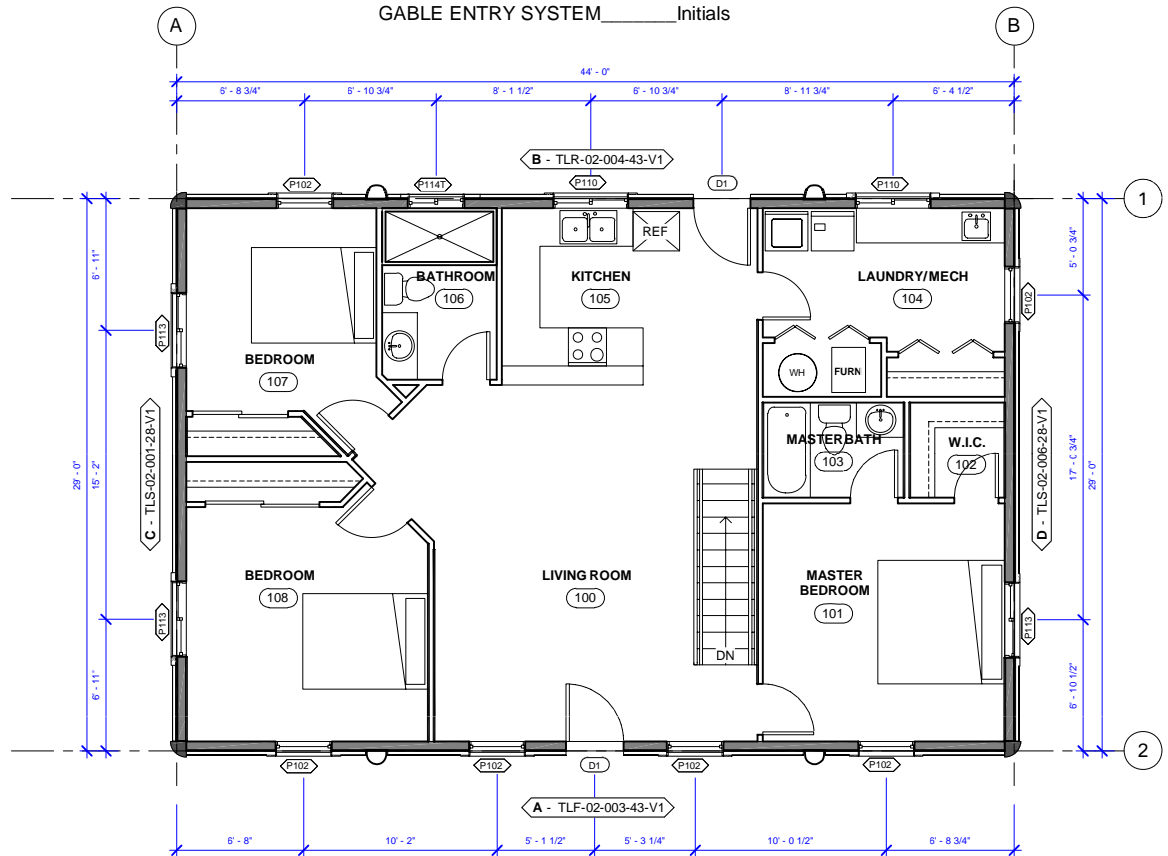 GABLE ENTRY SYSTEM_______Initials
A
B
44' - 0"
6' - 8 3/4"
6' - 10 3/4"
8' - 1 1/2"
6' - 10 3/4"
8' - 11 3/4"
6' - 4 1/2"
B - TLR-02-004-43-V1
P102
P114T
P110
D1
P110
1
REF
BATHROOM
106
KITCHEN
105
LAUNDRY/MECH
104
6' - 11"
5' - 0 3/4"
P113
P102
BEDROOM
107
WH
FURN
C - TLS-02-001-28-V1
D - TLS-02-006-28-V1
29' - 0"
15' - 2"
MASTER BATH
103
W.I.C.
102
17' - 0 3/4"
29' - 0"
BEDROOM
108
LIVING ROOM
100
MASTER
BEDROOM
101
P113
P113
DN
6' - 11"
6' - 10 1/2"
2
P102
P102
D1
P102
P102
A - TLF-02-003-43-V1
6' - 8"
10' - 2"
5' - 1 1/2"
5' - 3 1/4"
10' - 0 1/2"
6' - 8 3/4"